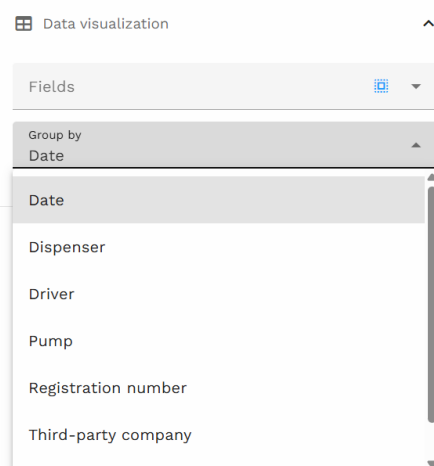 Data visualization
Fields
Group by
Date
Date
Dispenser
Driver
Pump
Registration number
Third-party company